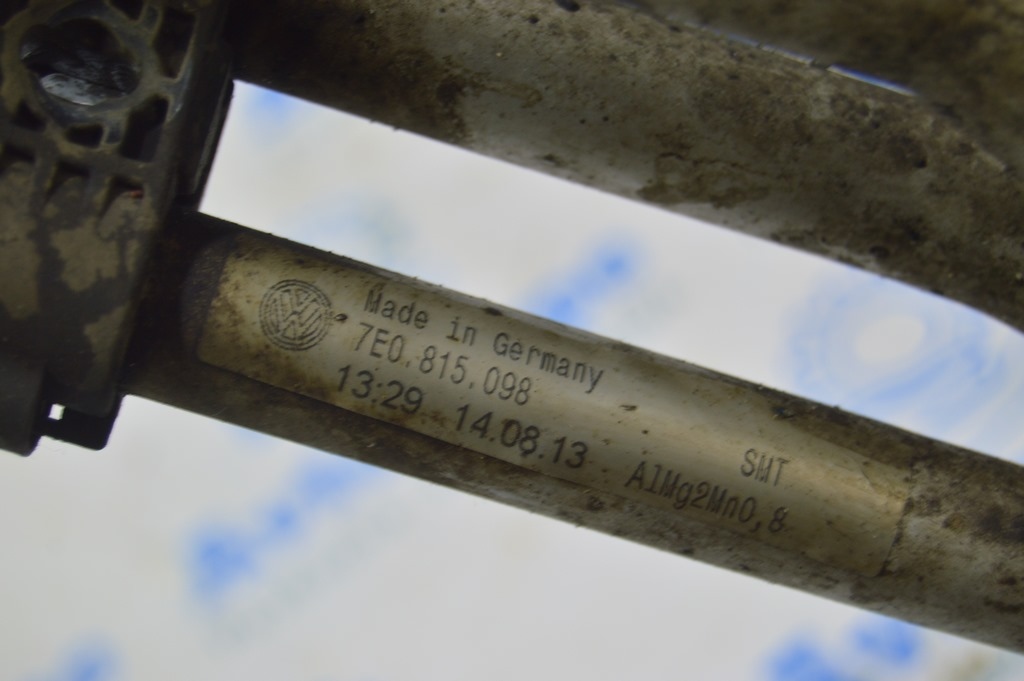 Made in Germany
7E0.815.098
13:29 14.08.13
SMT
AlMg2Mn0,8